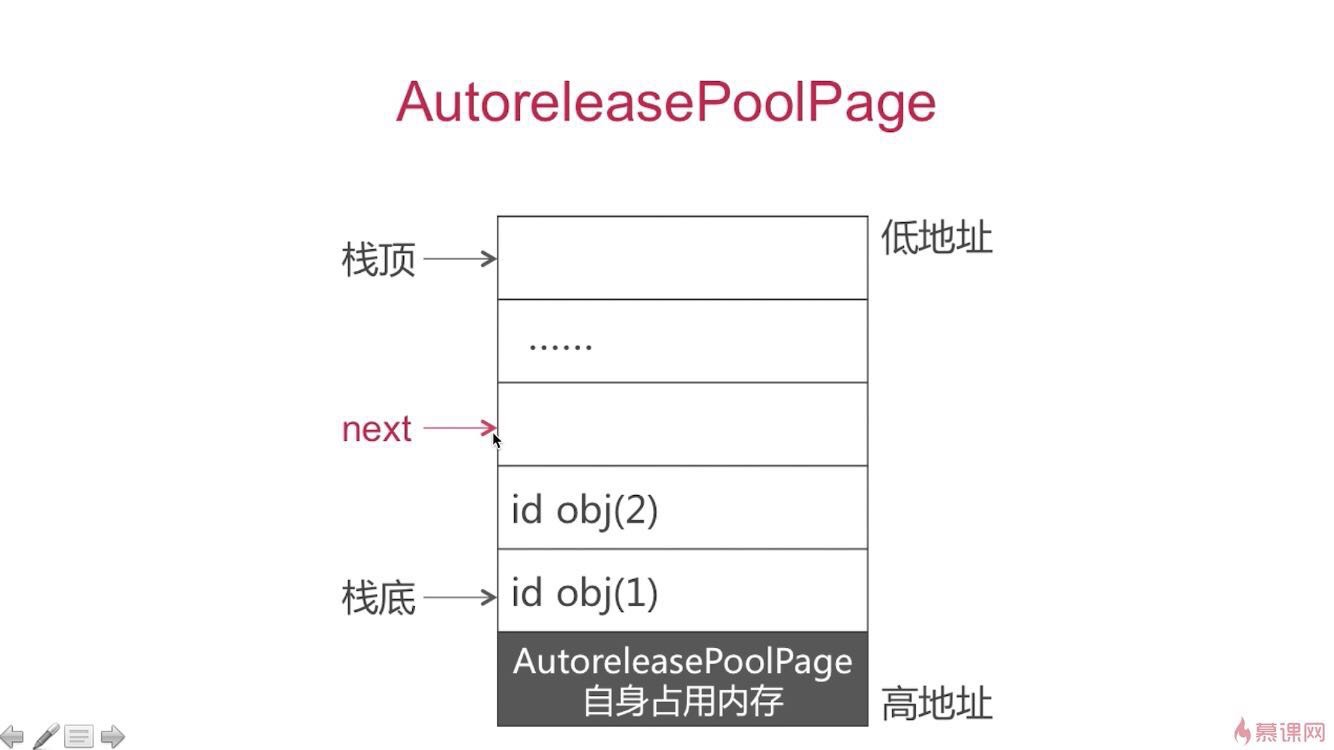 AutoreleasePoolPage
栈顶
低地址
......
next
id obj(2)
栈底
id obj(1)
AutoreleasePoolPage
自身占用内存
高地址
慕课网